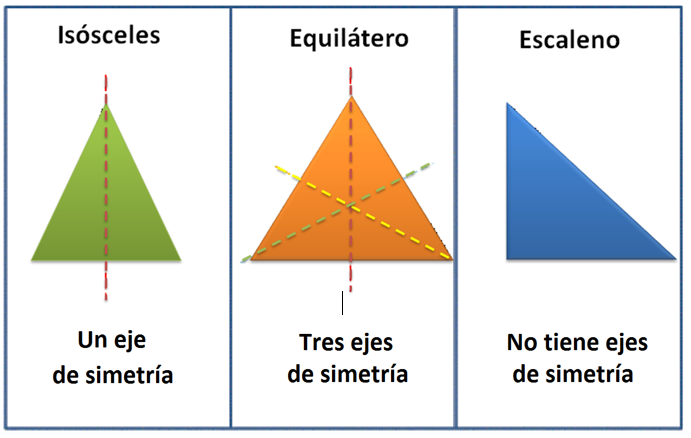 Isósceles
Un eje
de simetría
Equilátero
Tres ejes
de simetría
Escaleno
No tiene ejes
de simetría